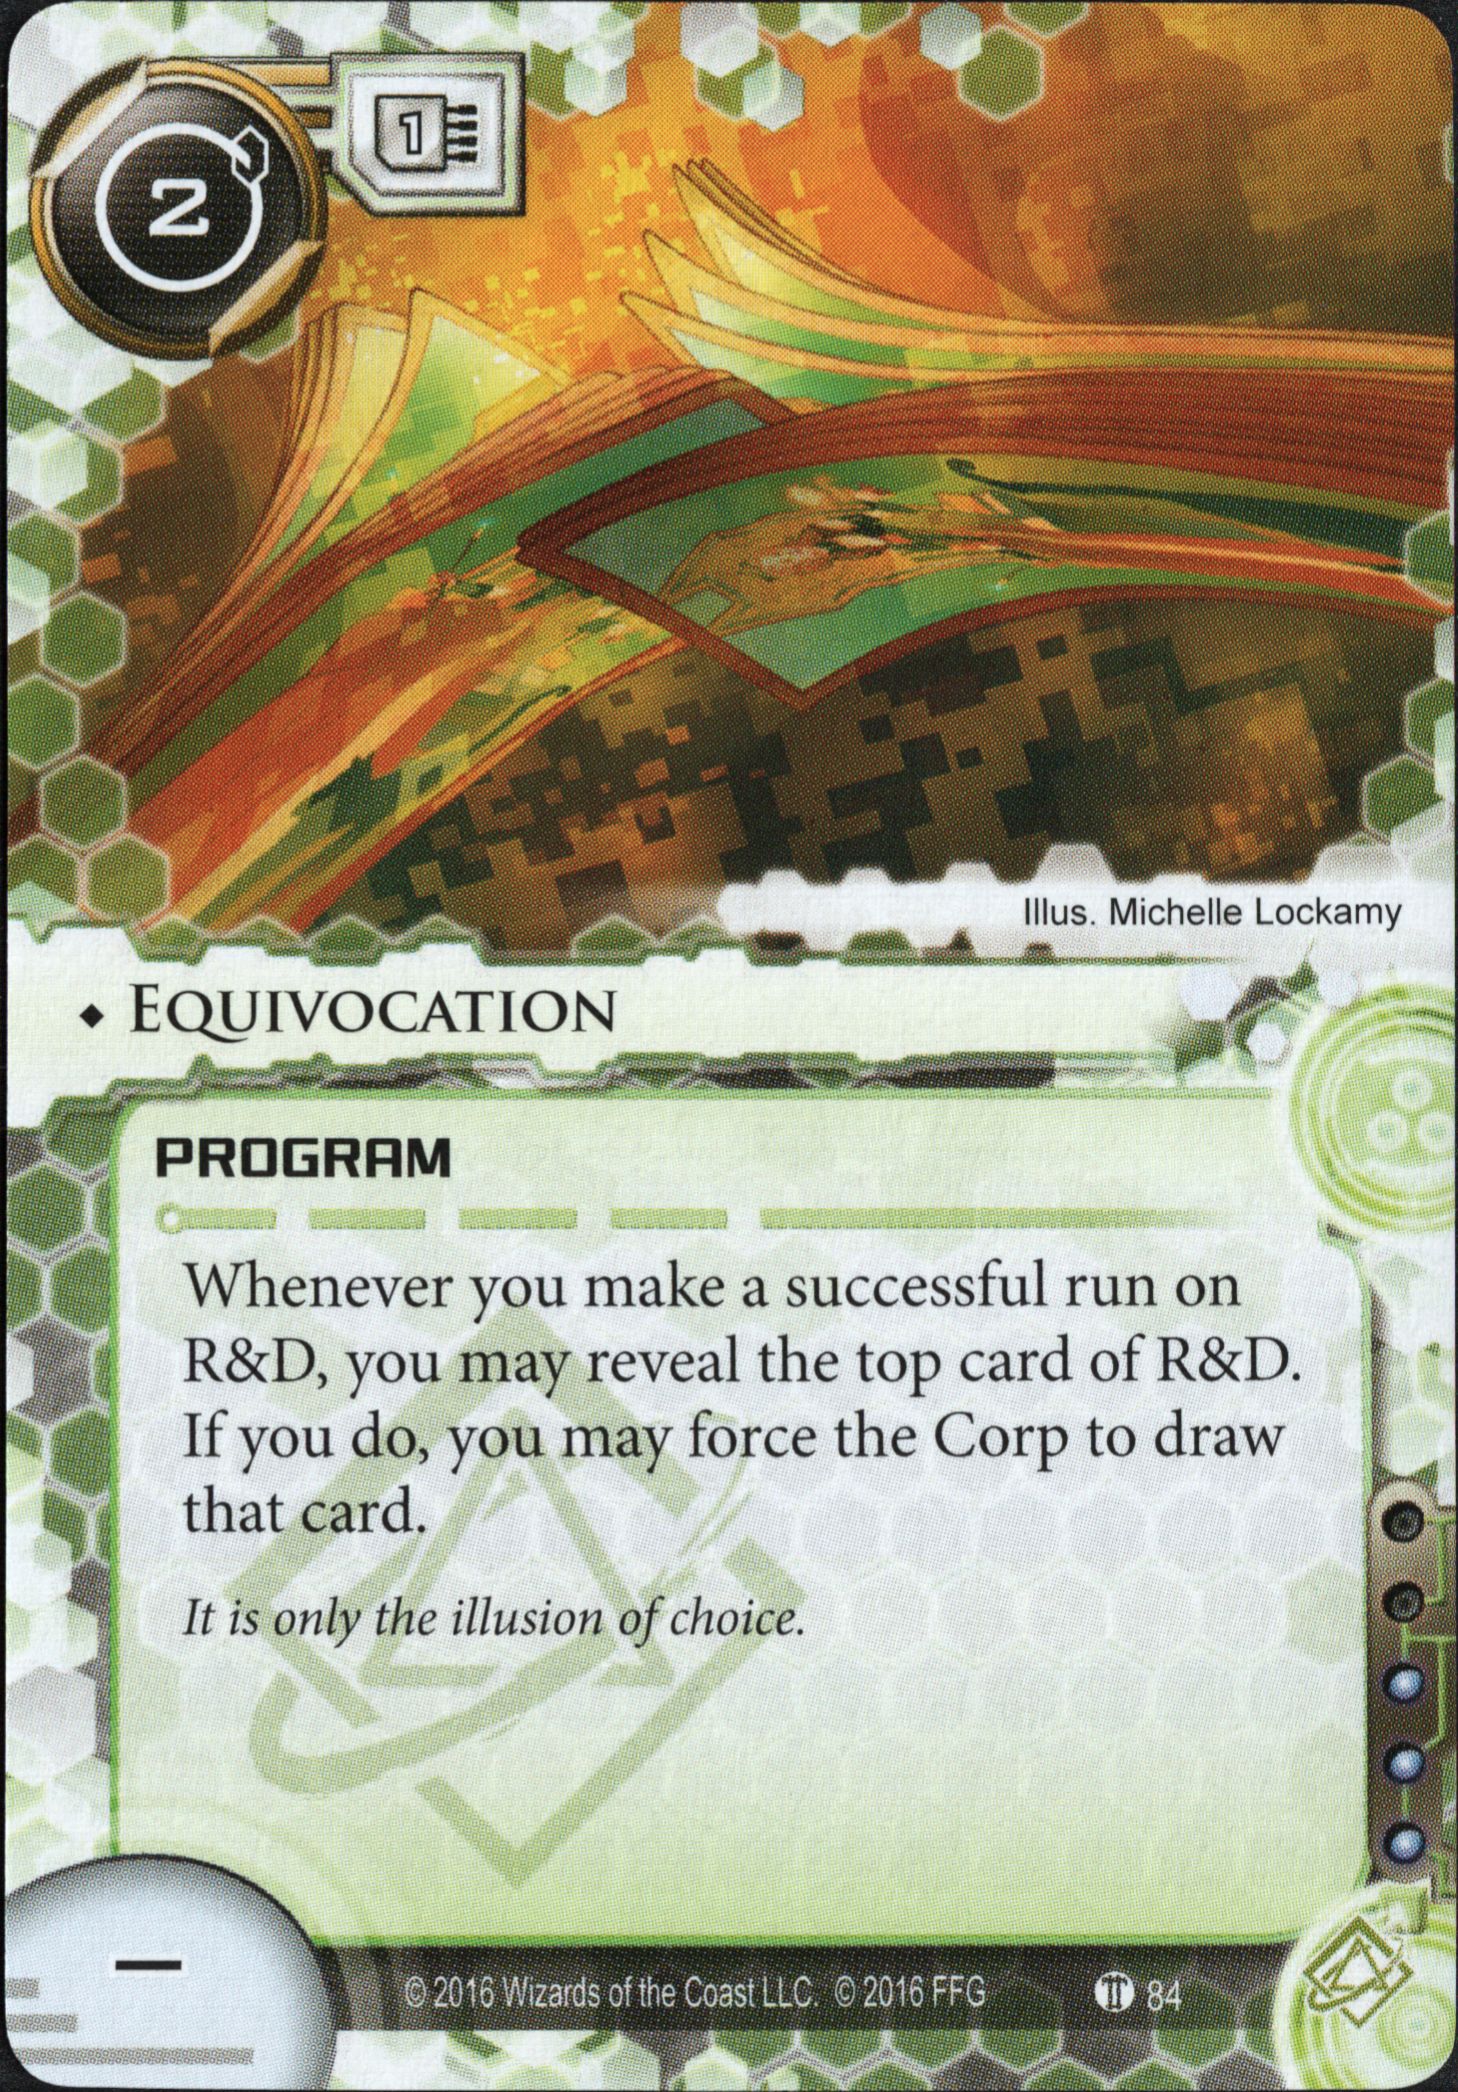 2
1
Illus. Michelle Lockamy
◆ EQUIVOCATION
PROGRAM
Whenever you make a successful run on
R&D, you may reveal the top card of R&D.
If you do, you may force the Corp to draw
that card.
It is only the illusion of choice.
–
© 2016 Wizards of the Coast LLC. © 2016 FFG
84